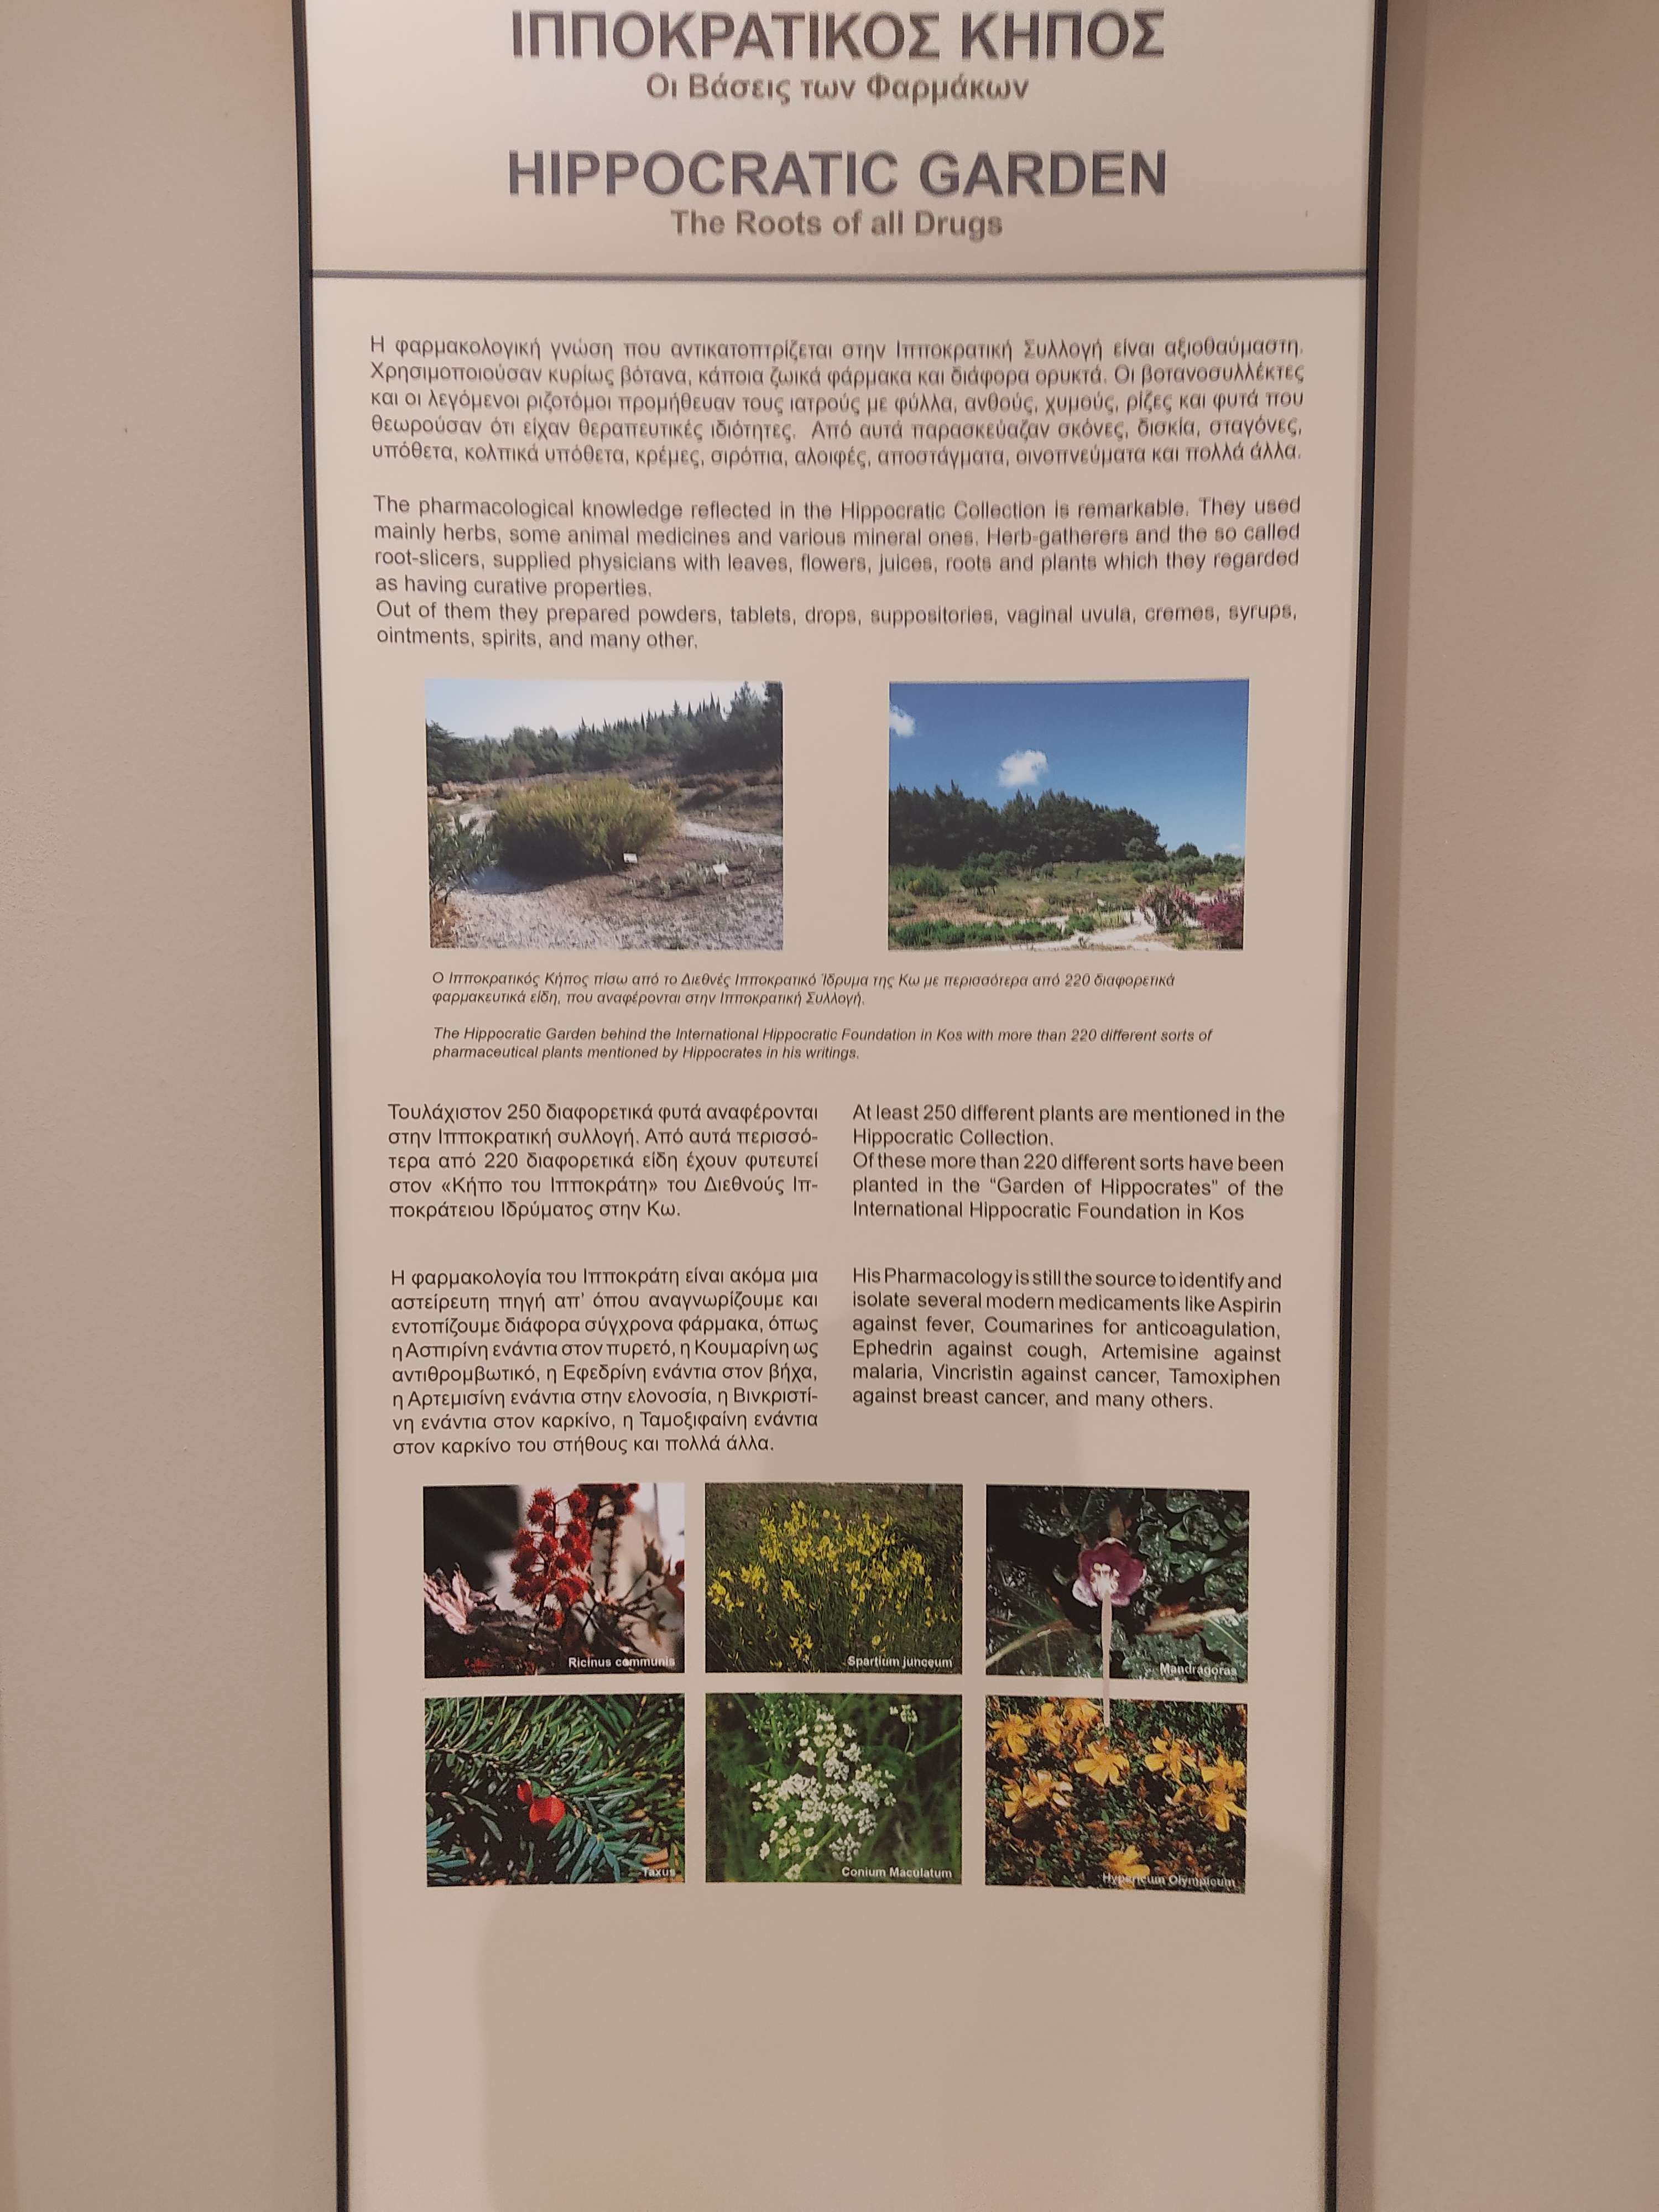 ΙΠΠΟΚΡΑΤΙΚΟΣ ΚΗΠΟΣ
Οι Βάσεις των Φαρμάκων
HIPPOCRATIC GARDEN
The Roots of all Drugs
Η φαρμακολογική γνώση που αντικατοπτρίζεται στην Ιπποκρατική Συλλογή είναι αξιοθαύμαστη.
Χρησιμοποιούσαν κυρίως βότανα, κάποια ζωικά φάρμακα και διάφορα ορυκτά. Οι βοτανοσυλλέκτες
και οι λεγόμενοι ριζοτόμοι προμήθευαν τους ιατρούς με φύλλα, ανθούς, χυμούς, ρίζες και φυτά που
θεωρούσαν ότι είχαν θεραπευτικές ιδιότητες. Από αυτά παρασκεύαζαν σκόνες, δισκία, σταγόνες,
υπόθετα, κολπικά υπόθετα, κρέμες, σιρόπια, αλοιφές, αποστάγματα, οινοπνεύματα και πολλά άλλα.
The pharmacological knowledge reflected in the Hippocratic Collection is remarkable. They used
mainly herbs, some animal medicines and various mineral ones. Herb-gatherers and the so called
root-slicers, supplied physicians with leaves, flowers, juices, roots and plants which they regarded
as having curative properties.
Out of them they prepared powders, tablets, drops, suppositories, vaginal uvula, cremes, syrups,
ointments, spirits, and many other.
Ο Ιπποκρατικός Κήπος πίσω από το Διεθνές Ιπποκρατικό Ίδρυμα της Κω με περισσότερα από 220 διαφορετικά
φαρμακευτικά είδη, που αναφέρονται στην Ιπποκρατική Συλλογή.
The Hippocratic Garden behind the International Hippocratic Foundation in Kos with more than 220 different sorts of
pharmaceutical plants mentioned by Hippocrates in his writings.
Τουλάχιστον 250 διαφορετικά φυτά αναφέρονται
στην Ιπποκρατική συλλογή. Από αυτά περισσό-
τερα από 220 διαφορετικά είδη έχουν φυτευτεί
στον «Κήπο του Ιπποκράτη» του Διεθνούς Ιπ-
ποκράτειου Ιδρύματος στην Κω.
At least 250 different plants are mentioned in the
Hippocratic Collection.
Of these more than 220 different sorts have been
planted in the "Garden of Hippocrates" of the
International Hippocratic Foundation in Kos
Η φαρμακολογία του Ιπποκράτη είναι ακόμα μια
αστείρευτη πηγή απ' όπου αναγνωρίζουμε και
εντοπίζουμε διάφορα σύγχρονα φάρμακα, όπως
η Ασπιρίνη ενάντια στον πυρετό, η Κουμαρίνη ως
αντιθρομβωτικό, η Εφεδρίνη ενάντια στον βήχα,
η Αρτεμισίνη ενάντια στην ελονοσία, η Βινκριστί-
νη ενάντια στον καρκίνο, η Ταμοξιφαίνη ενάντια
στον καρκίνο του στήθους και πολλά άλλα.
His Pharmacology is still the source to identify and
isolate several modern medicaments like Aspirin
against fever, Coumarines for anticoagulation,
Ephedrin against cough, Artemisine against
malaria, Vincristin against cancer, Tamoxiphen
against breast cancer, and many others.
Ricinus communis
Spartium junceum
Mandragoras
Taxus
Conium Maculatum
Hypericum Olympicum